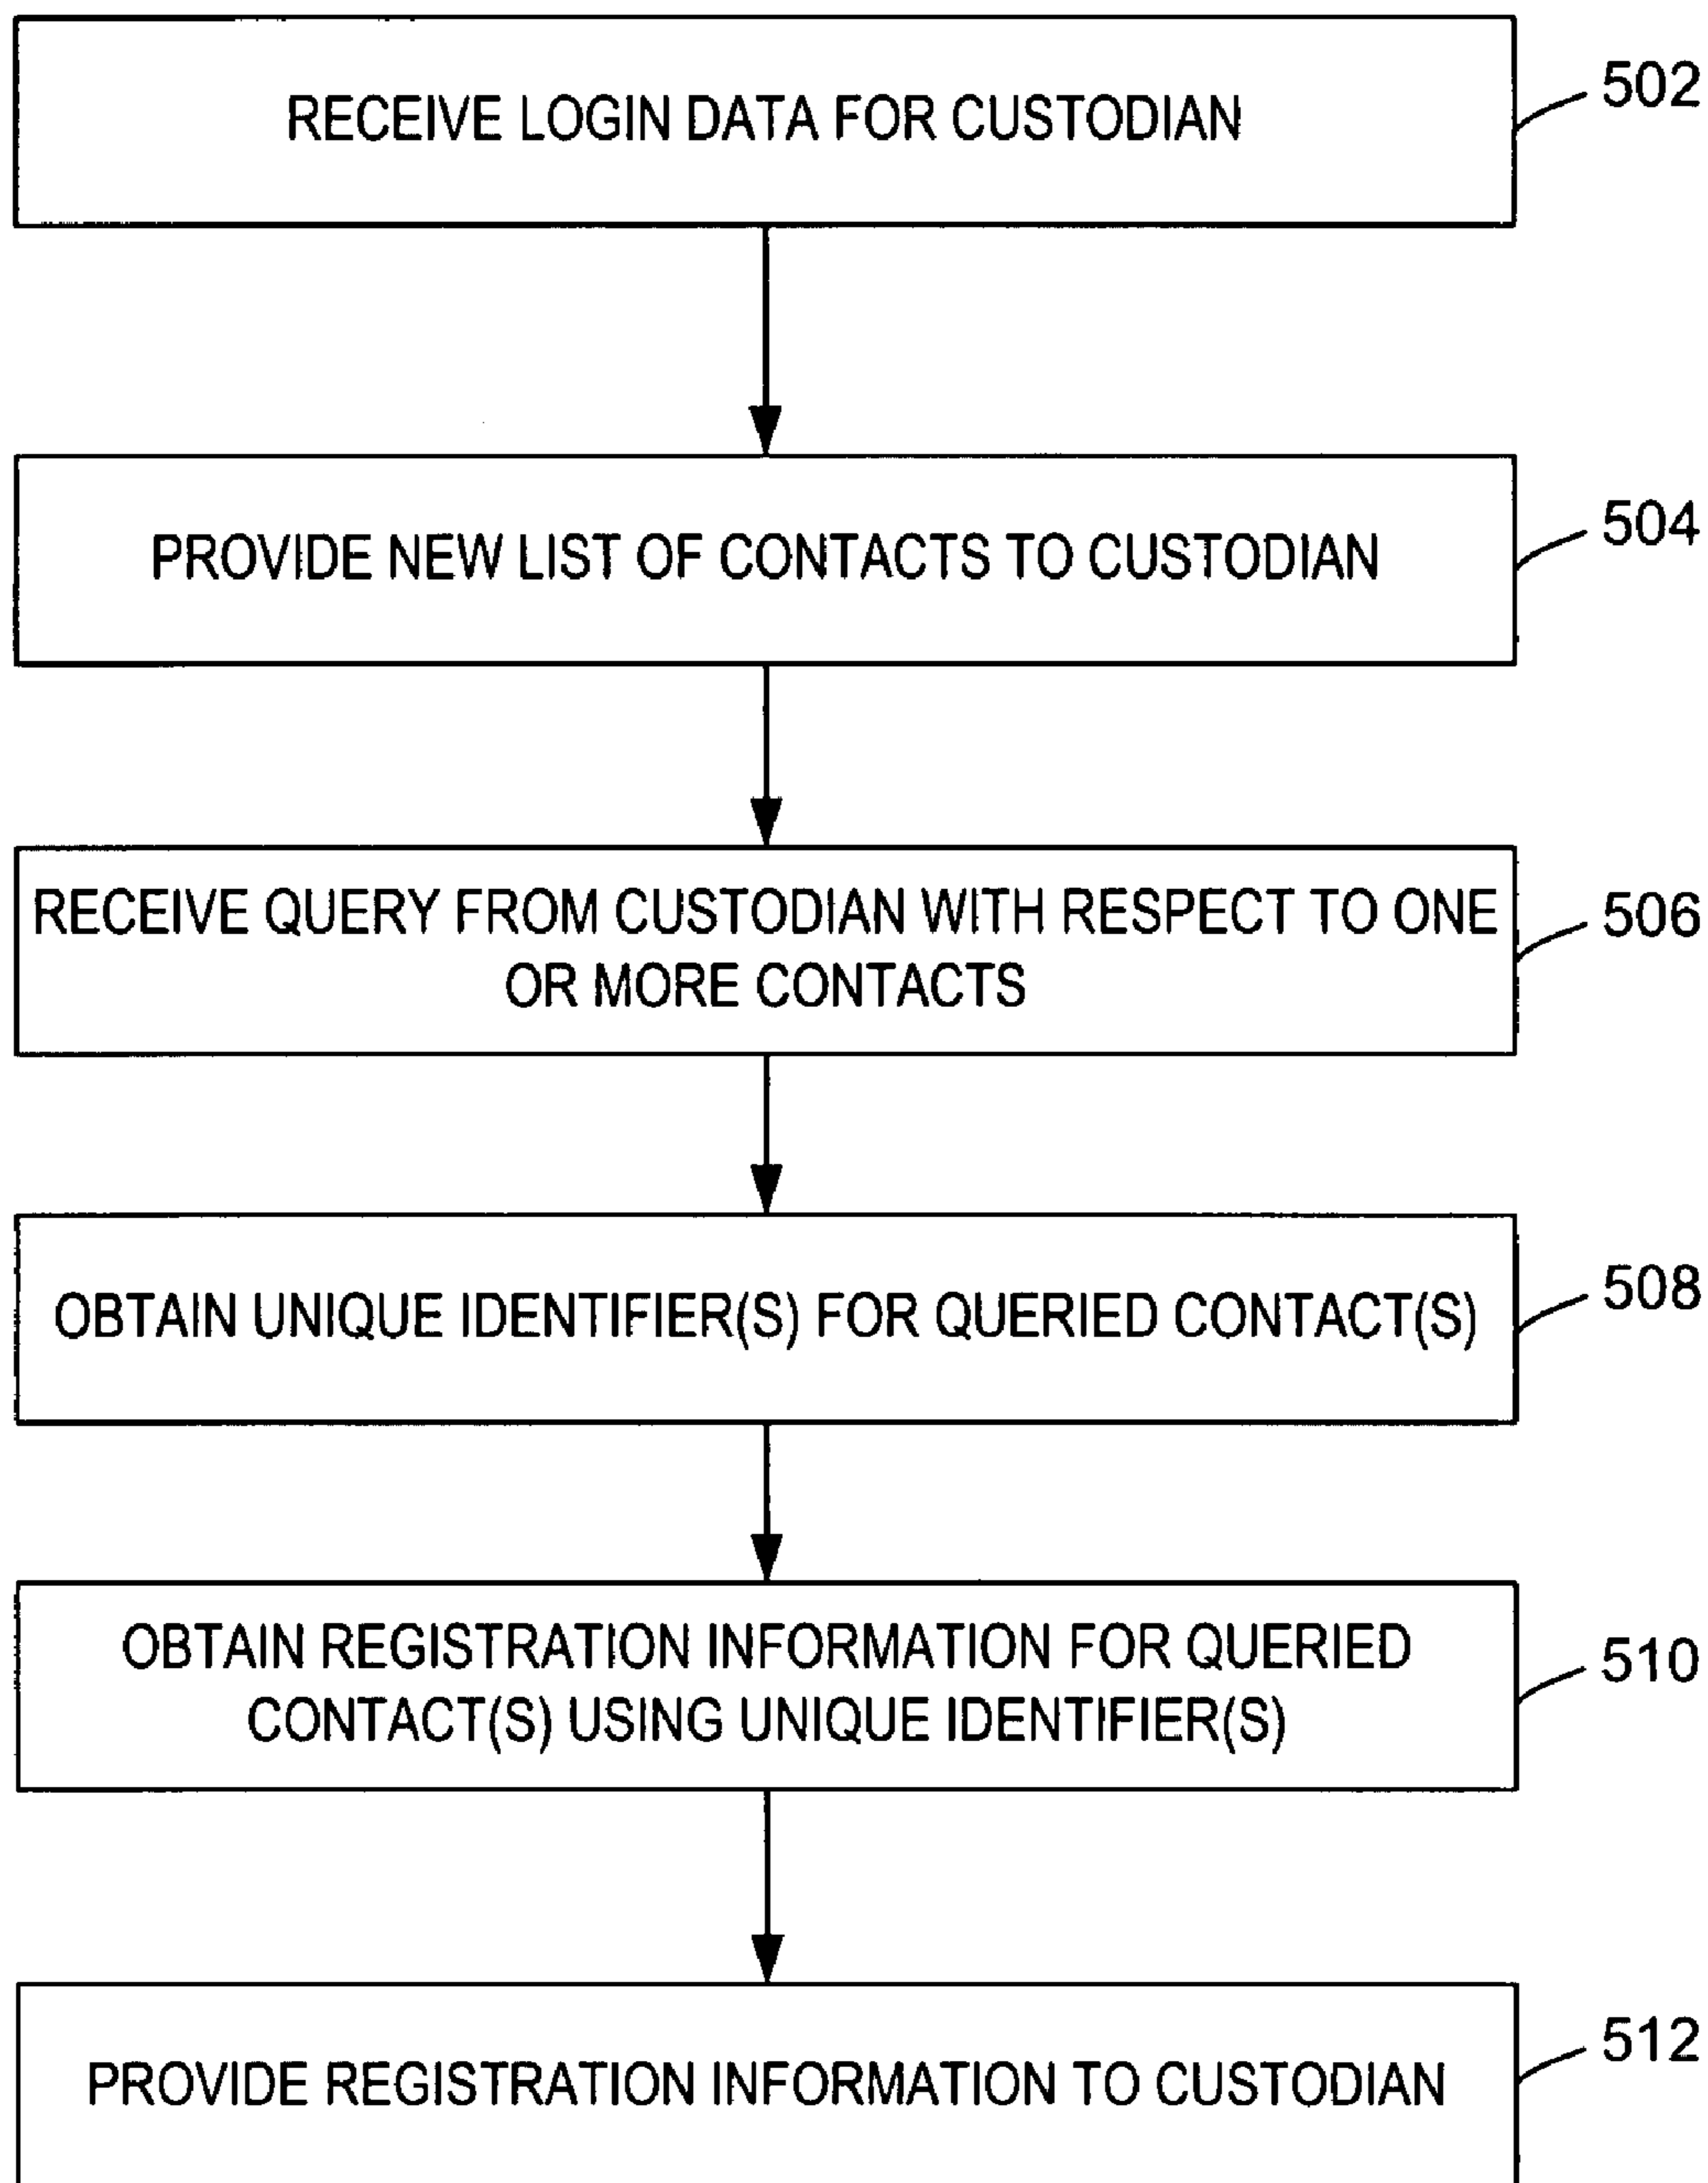 RECEIVE LOGIN DATA FOR CUSTODIAN
502
PROVIDE NEW LIST OF CONTACTS TO CUSTODIAN
504
RECEIVE QUERY FROM CUSTODIAN WITH RESPECT TO ONE
OR MORE CONTACTS
506
OBTAIN UNIQUE IDENTIFIER(S) FOR QUERIED CONTACT(S)
508
OBTAIN REGISTRATION INFORMATION FOR QUERIED
CONTACT(S) USING UNIQUE IDENTIFIER(S)
510
PROVIDE REGISTRATION INFORMATION TO CUSTODIAN
512